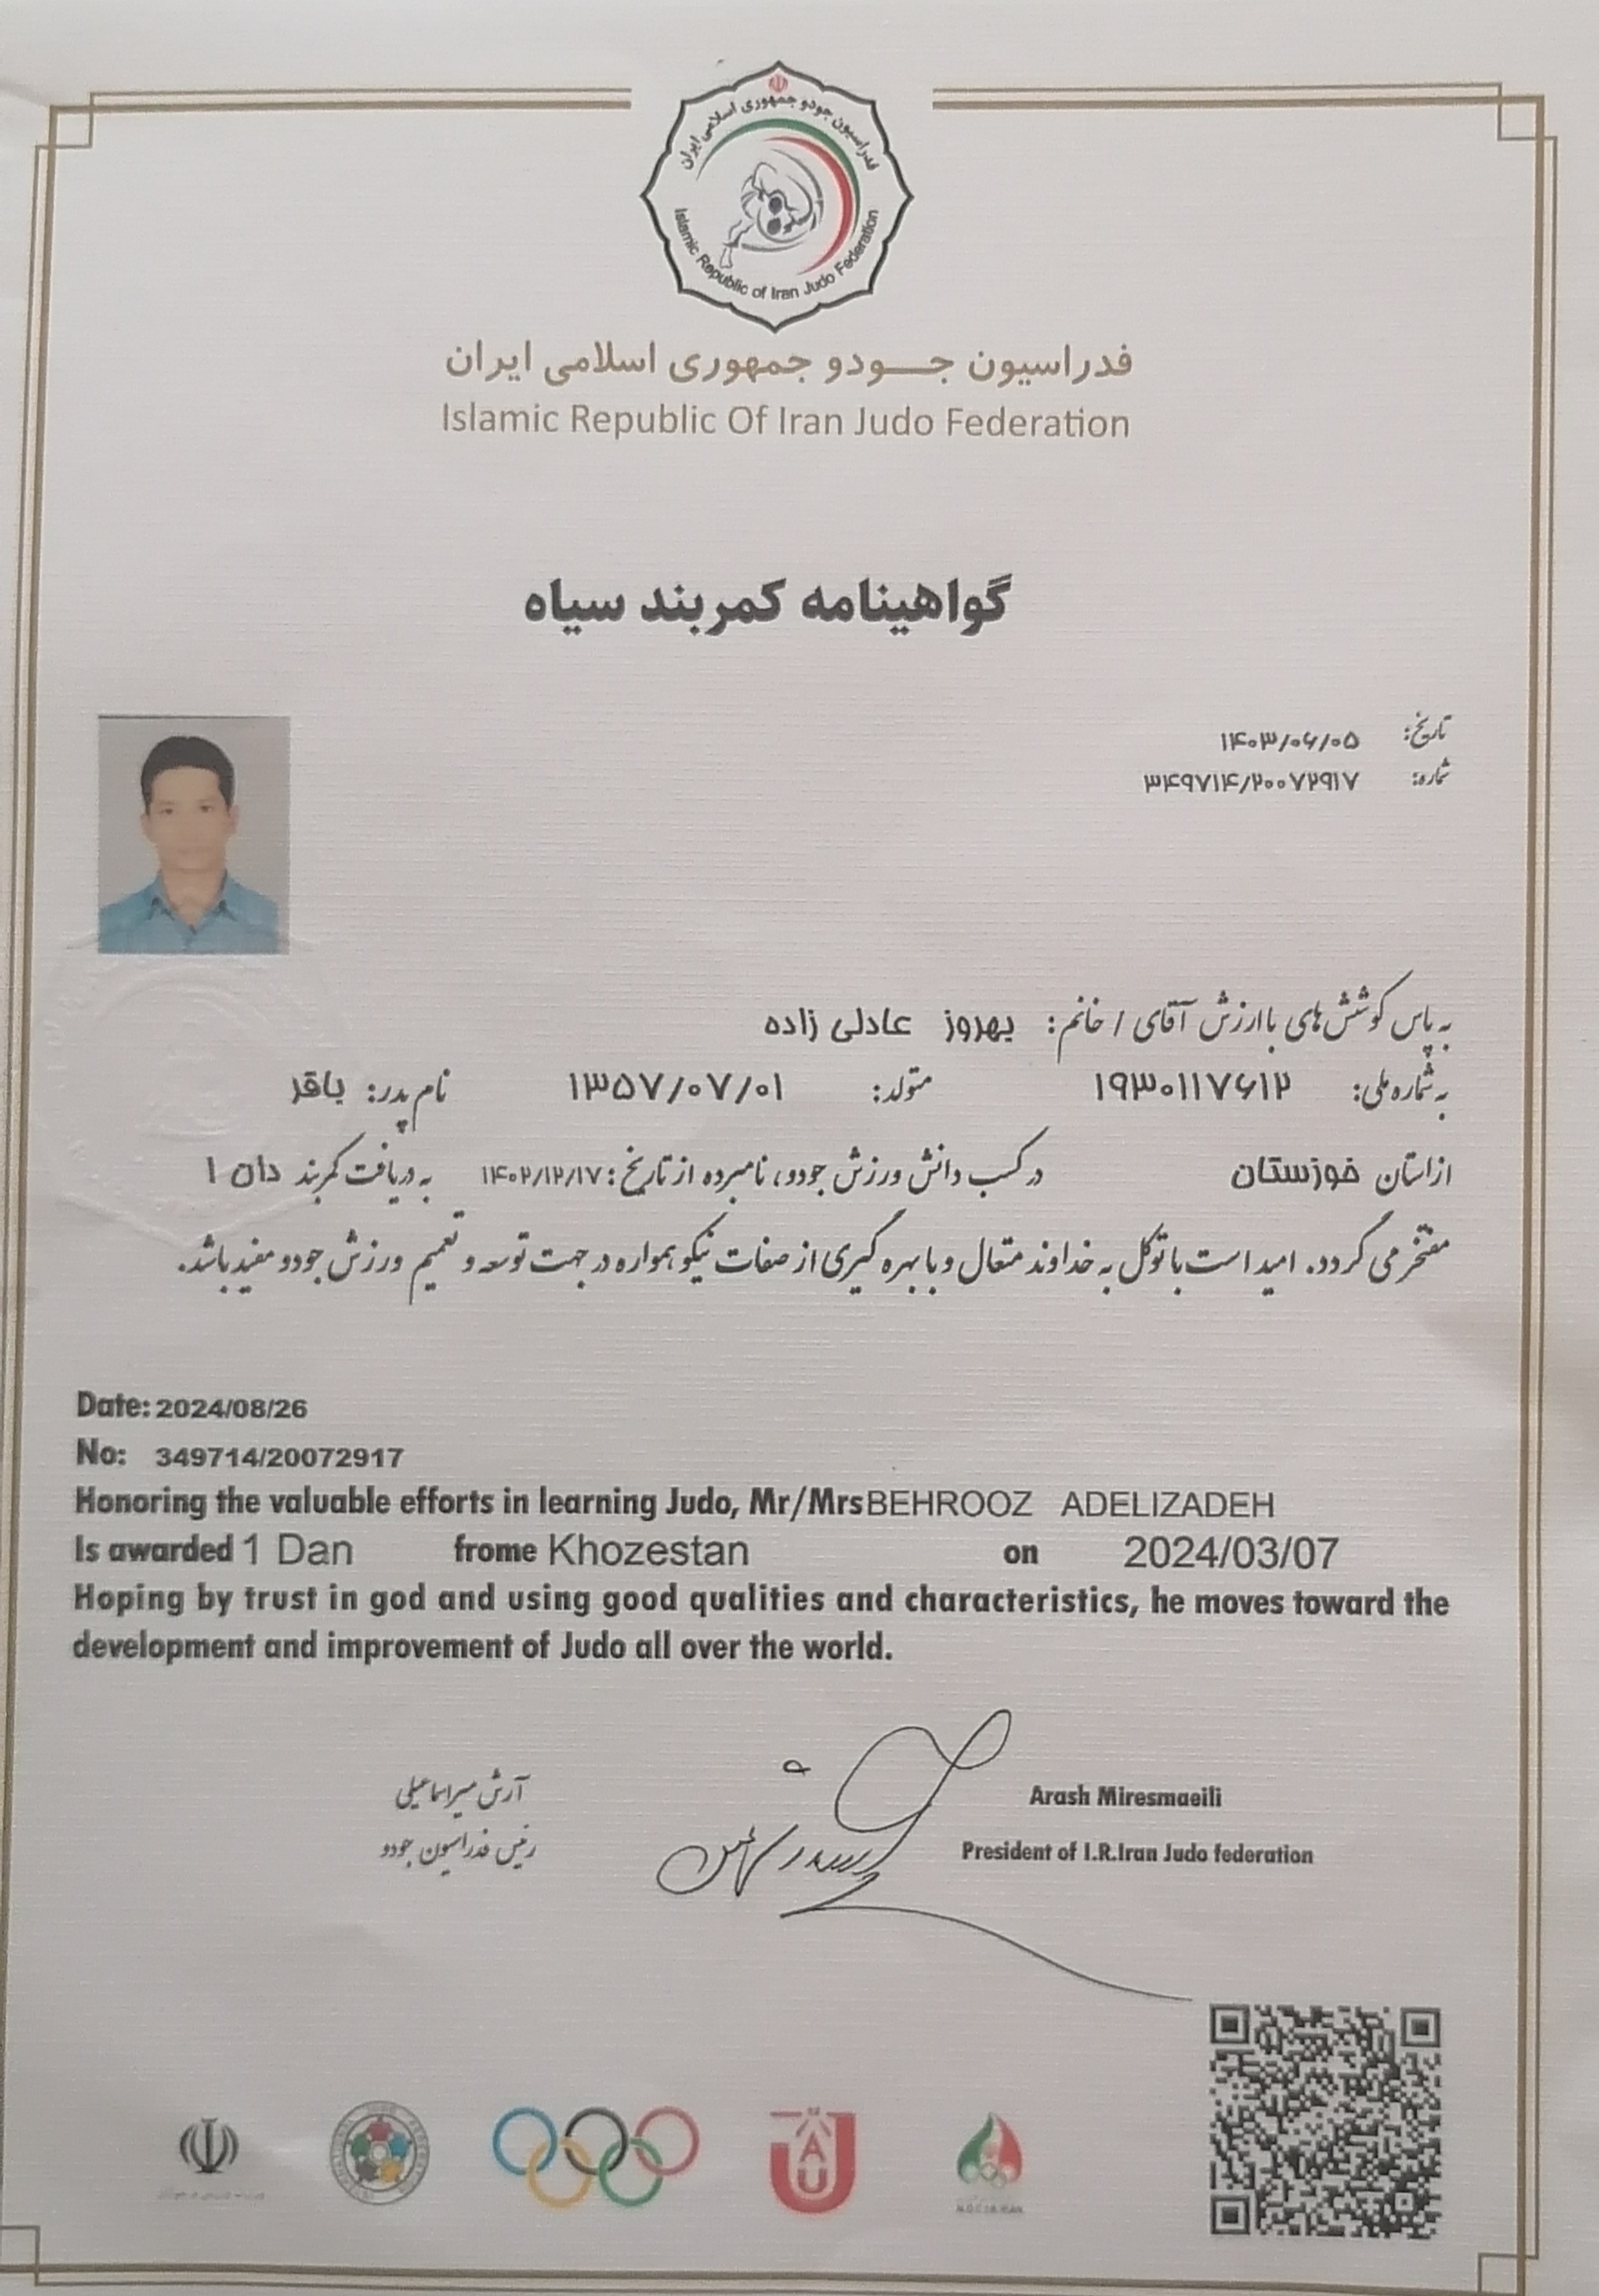 فدراسیون جودو جمهوری اسلامی ایران
Islamic Republic of Iran Judo Federation
فدراسیون جـــودو جمهوری اسلامی ایران
Islamic Republic Of Iran Judo Federation
گواهینامه کمربند سیاه
تاریخ: ۱۴۰۳/۰۶/۰۵
شماره: ۳۴۹۷۱۴/۲۰۰۷۲۹۱۷
به پاس کوشش های با ارزش آقای / خانم: بهروز عادلی زاده
به شماره ملی: ۱۹۳۰۱۱۷۶۱۲ متولد: ۱۳۵۷/۰۷/۰۱ نام پدر: باقر
از استان خوزستان در کسب دانش ورزش جودو، نامبرده از تاریخ: ۱۴۰۲/۱۲/۱۷ به دریافت کمربند دان ۱
مفتخر می گردد. امید است با توکل به خداوند متعال و با بهره گیری از صفات نیکو همواره در جهت توسعه و تعمیم ورزش جودو مفید باشد.
Date: 2024/08/26
No: 349714/20072917
Honoring the valuable efforts in learning Judo, Mr/Mrs BEHROOZ ADELIZADEH
Is awarded 1 Dan frome Khozestan on 2024/03/07
Hoping by trust in god and using good qualities and characteristics, he moves toward the
development and improvement of Judo all over the world.
آرش میراسماعیلی
رئیس فدراسیون جودو
Arash Miresmaeili
President of I.R.Iran Judo federation
JAU